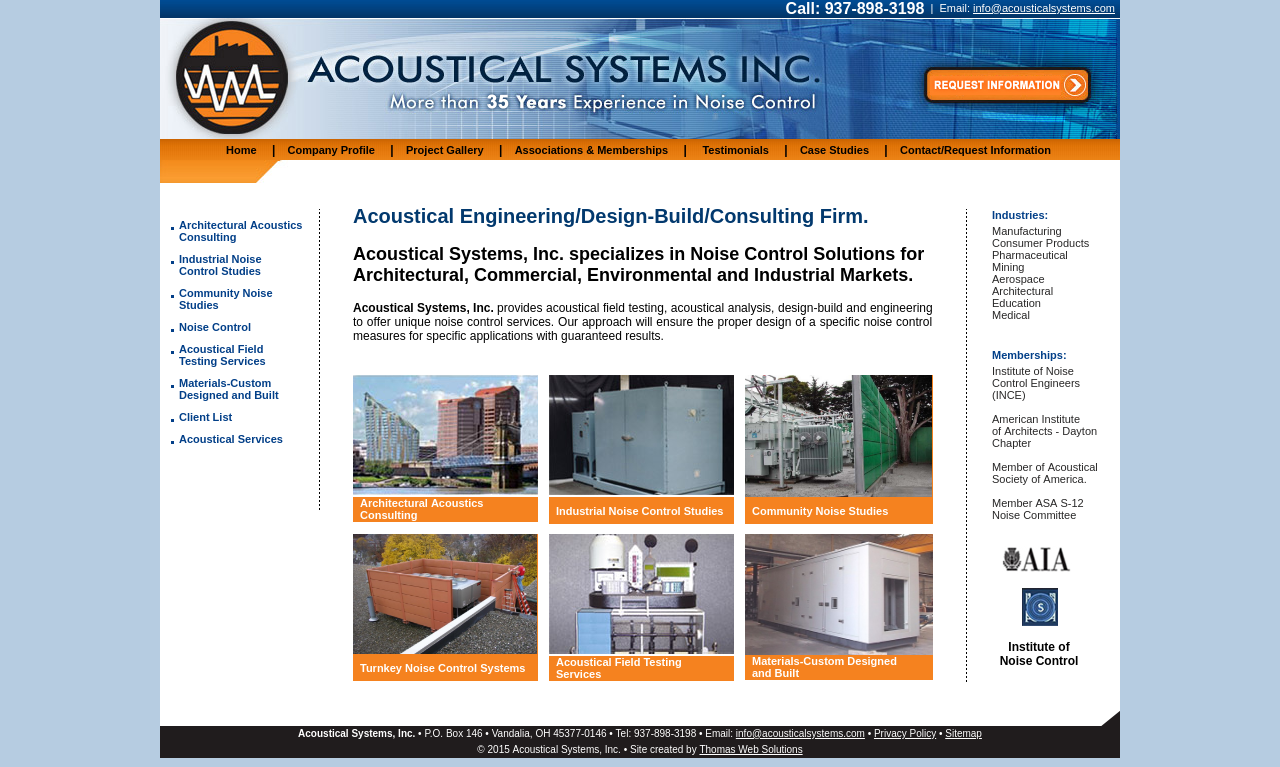 Call: 937-898-3198 | Email: info@acousticalsystems.com
ACOUSTICAL SYSTEMS INC.
More than 35 Years Experience in Noise Control
REQUEST INFORMATION
Home | Company Profile | Project Gallery | Associations & Memberships | Testimonials | Case Studies | Contact/Request Information
Architectural Acoustics
Consulting
Industrial Noise
Control Studies
Community Noise
Studies
Noise Control
Acoustical Field
Testing Services
Materials-Custom
Designed and Built
Client List
Acoustical Services
Acoustical Engineering/Design-Build/Consulting Firm.
Acoustical Systems, Inc. specializes in Noise Control Solutions for
Architectural, Commercial, Environmental and Industrial Markets.
Acoustical Systems, Inc. provides acoustical field testing, acoustical analysis, design-build and engineering
to offer unique noise control services. Our approach will ensure the proper design of a specific noise control
measures for specific applications with guaranteed results.
Architectural Acoustics
Consulting
Industrial Noise Control Studies
Community Noise Studies
Turnkey Noise Control Systems
Acoustical Field Testing
Services
Materials-Custom Designed
and Built
Industries:
Manufacturing
Consumer Products
Pharmaceutical
Mining
Aerospace
Architectural
Education
Medical
Memberships:
Institute of Noise
Control Engineers
(INCE)
American Institute
of Architects - Dayton
Chapter
Member of Acoustical
Society of America.
Member ASA S-12
Noise Committee
AIA
S
Institute of
Noise Control
Acoustical Systems, Inc. • P.O. Box 146 • Vandalia, OH 45377-0146 • Tel: 937-898-3198 • Email: info@acousticalsystems.com • Privacy Policy • Sitemap
© 2015 Acoustical Systems, Inc. • Site created by Thomas Web Solutions